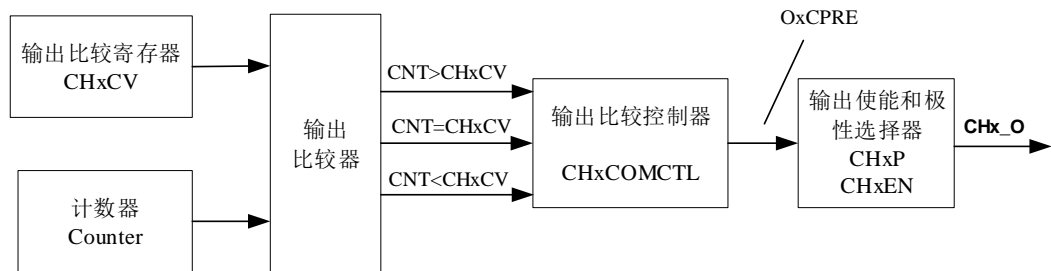 输出比较寄存器
CHxCV
计数器
Counter
输出
比较器
CNT>CHxCV
CNT=CHxCV
CNT<CHxCV
输出比较控制器
CHxCOMCTL
OxCPRE
输出使能和极
性选择器
CHxP
CHxEN
CHx_O